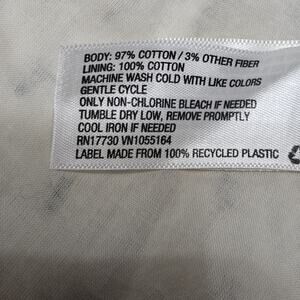 BODY: 97% COTTON / 3% OTHER FIBER
LINING: 100% COTTON
MACHINE WASH COLD WITH LIKE COLORS
GENTLE CYCLE
ONLY NON-CHLORINE BLEACH IF NEEDED
TUMBLE DRY LOW, REMOVE PROMPTLY
COOL IRON IF NEEDED
RN17730 VN1055164
LABEL MADE FROM 100% RECYCLED PLASTIC